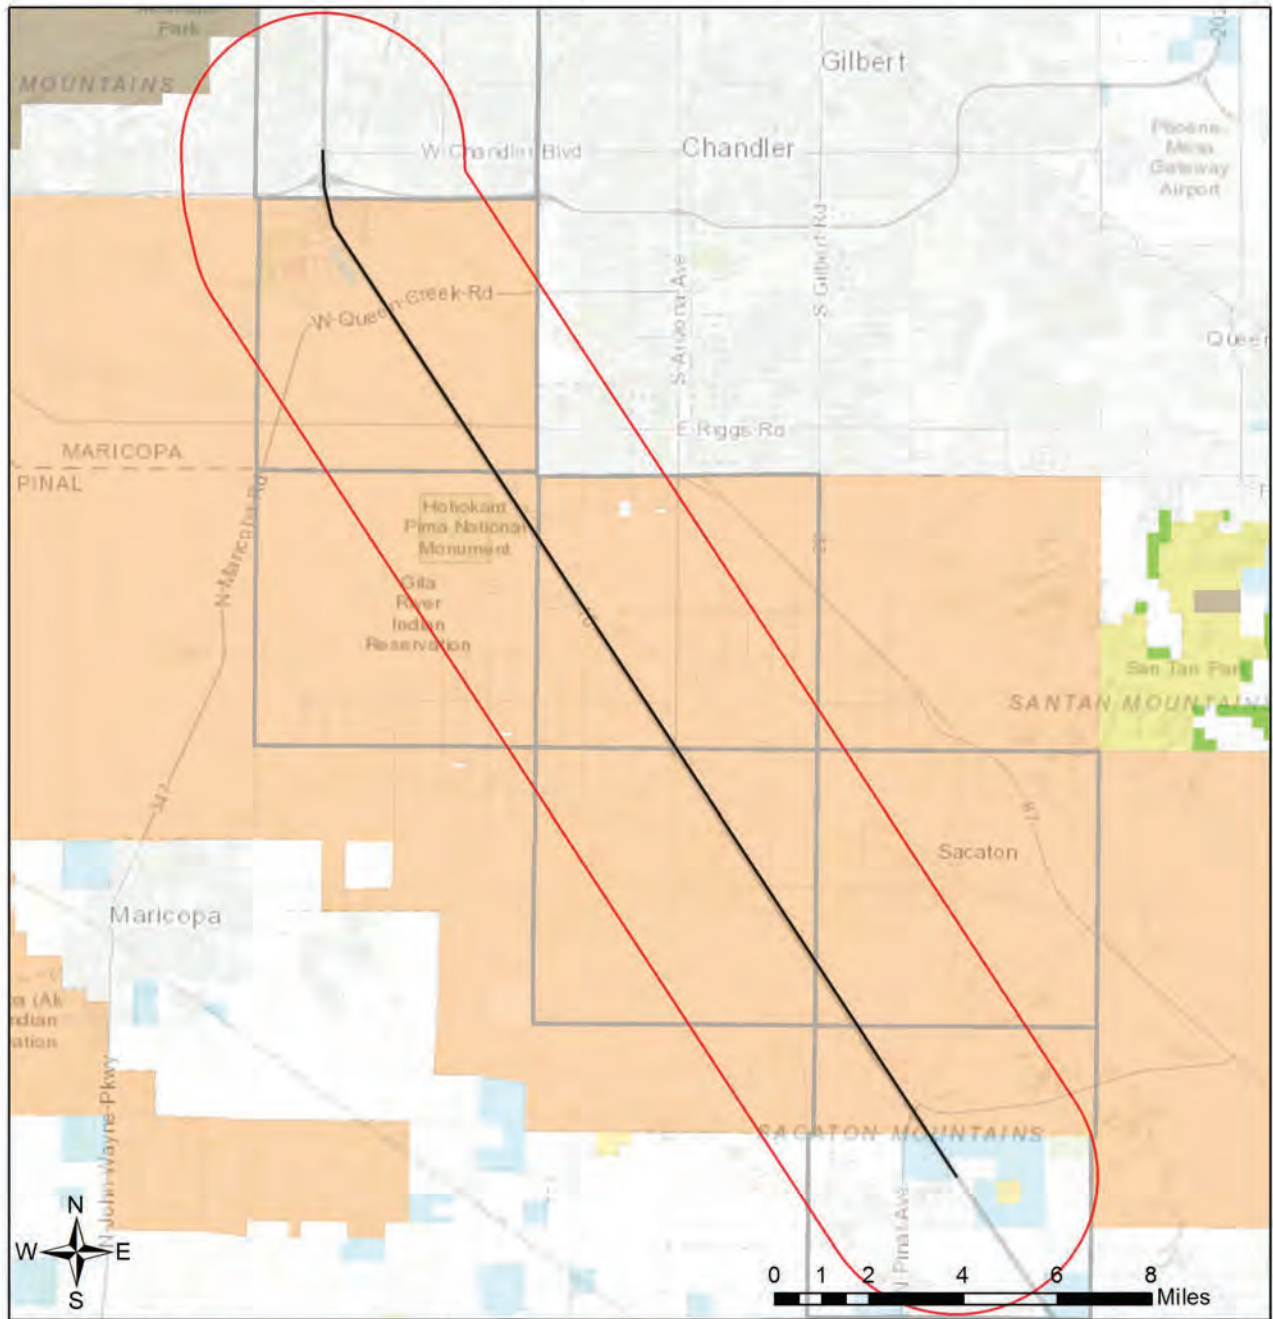 Park
MOUNTAINS
Gilbert
202
W Chandler Blvd
Chandler
Phoenix-
Mesa
Gateway
Airport
S Arizona Ave
S Gilbert Rd
W-Queen-Creek-Rd
Queen
E-Riggs-Rd
MARICOPA
PINAL
N-Maricopa-Rd
Hohokam
Pima National
Monument
Gila
River
Indian
Reservation
San Tan Park
SANTAN MOUNTAINS
347
87
Sacaton
Maricopa
N-John-Wayne-Pkwy
SACATON MOUNTAINS
N Pinal Ave
N
W
E
S
0 1 2 4 6 8
Miles